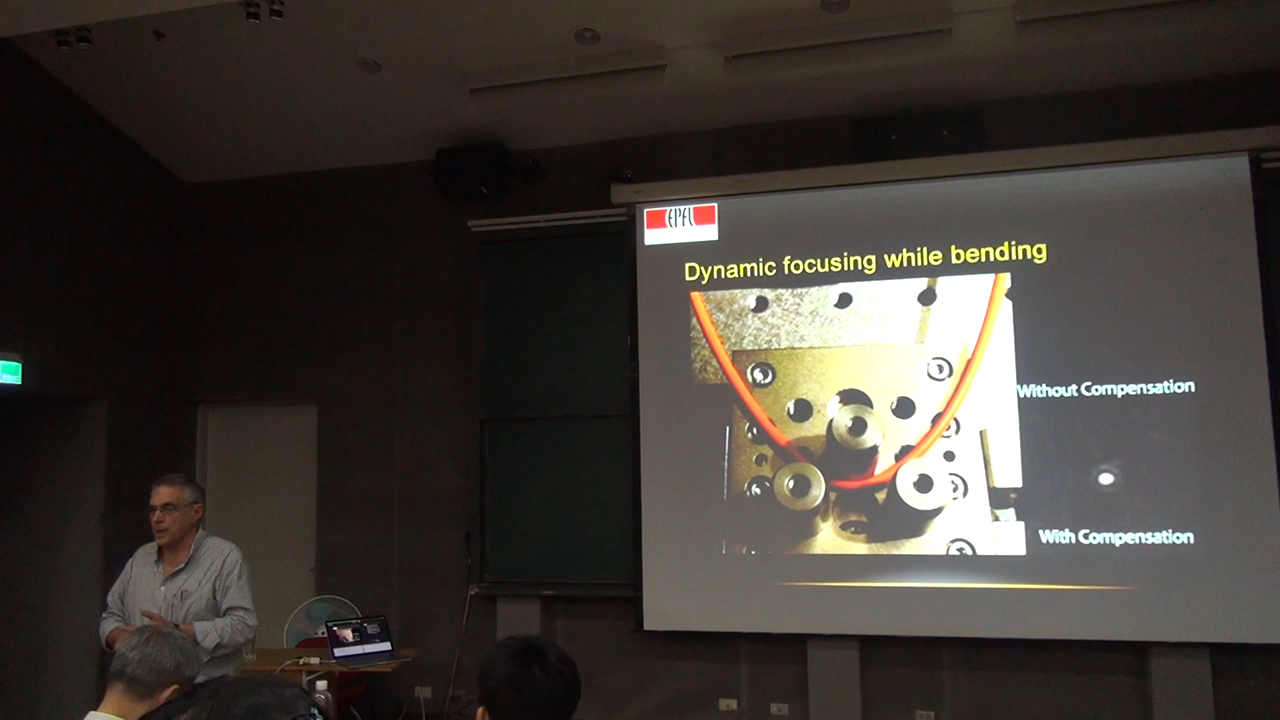 EPFL
Dynamic focusing while bending
Without Compensation
With Compensation